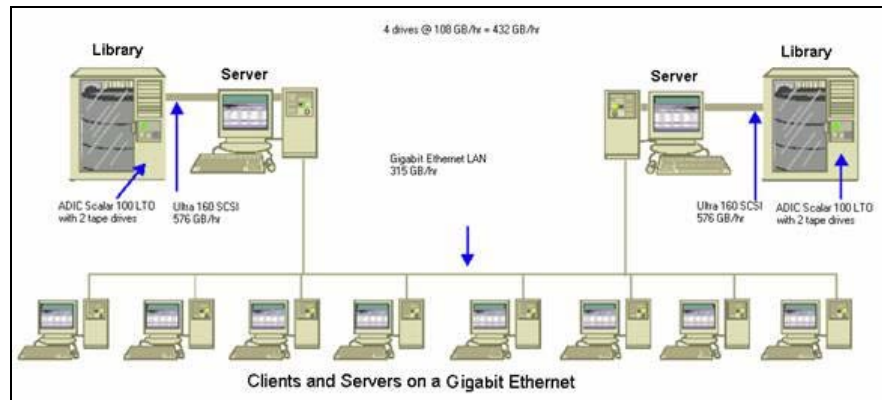 4 drives @ 108 GB/hr = 432 GB/hr
Library
Server
Server
Library
Gigabit Ethernet LAN
315 GB/hr
ADIC Scalar 100 LTO
with 2 tape drives
Ultra 160 SCSI
576 GB/hr
Ultra 160 SCSI
576 GB/hr
ADIC Scalar 100 LTO
with 2 tape drives
Clients and Servers on a Gigabit Ethernet